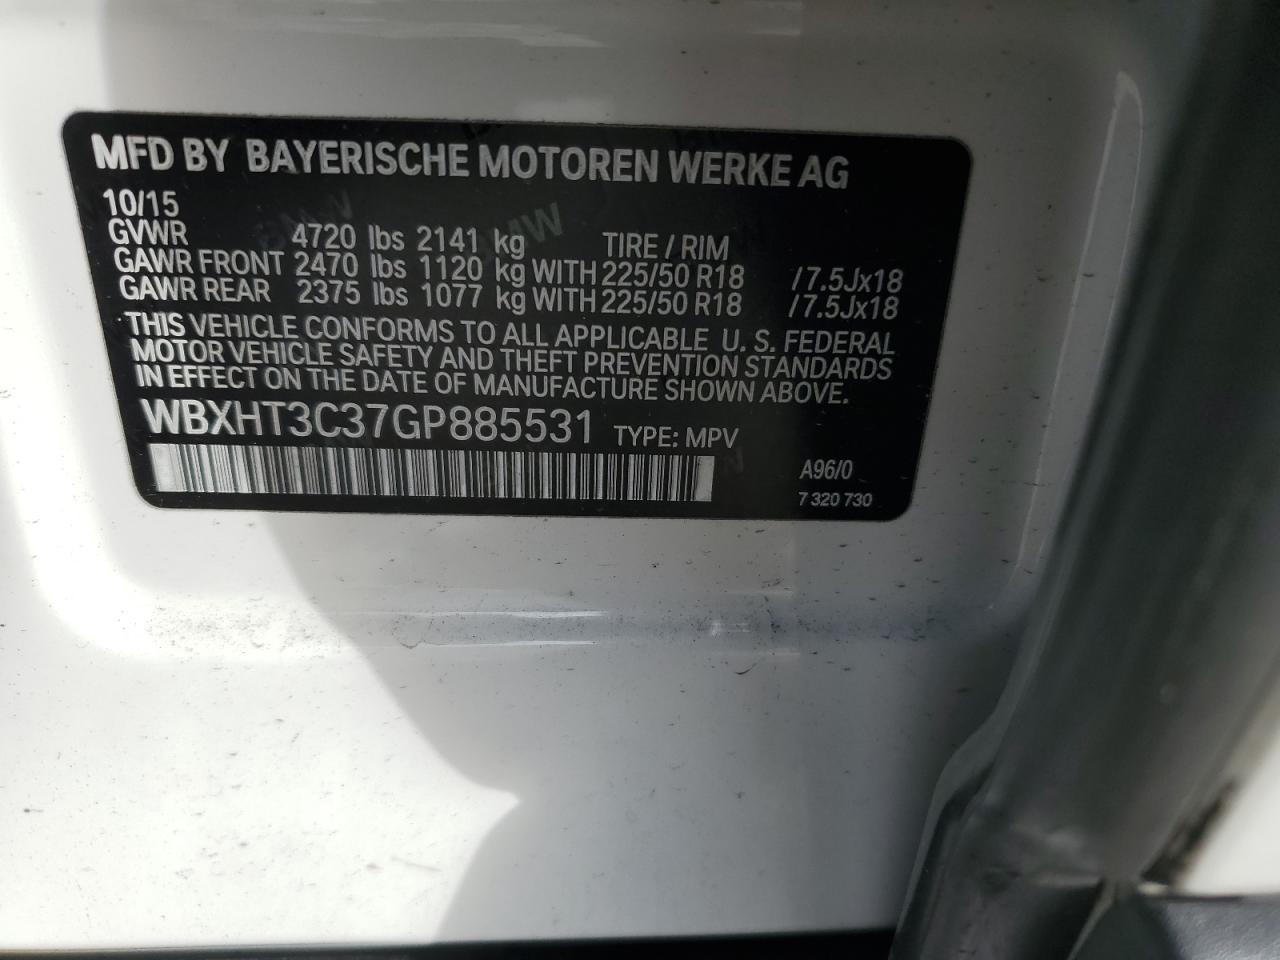 MFD BY BAYERISCHE MOTOREN WERKE AG
10/15
GVWR 4720 lbs 2141 kg TIRE / RIM
GAWR FRONT 2470 lbs 1120 kg WITH 225/50 R18 /7.5Jx18
GAWR REAR 2375 lbs 1077 kg WITH 225/50 R18 /7.5Jx18
THIS VEHICLE CONFORMS TO ALL APPLICABLE U. S. FEDERAL
MOTOR VEHICLE SAFETY AND THEFT PREVENTION STANDARDS
IN EFFECT ON THE DATE OF MANUFACTURE SHOWN ABOVE.
WBXHT3C37GP885531 TYPE: MPV
A96/0
7 320 730